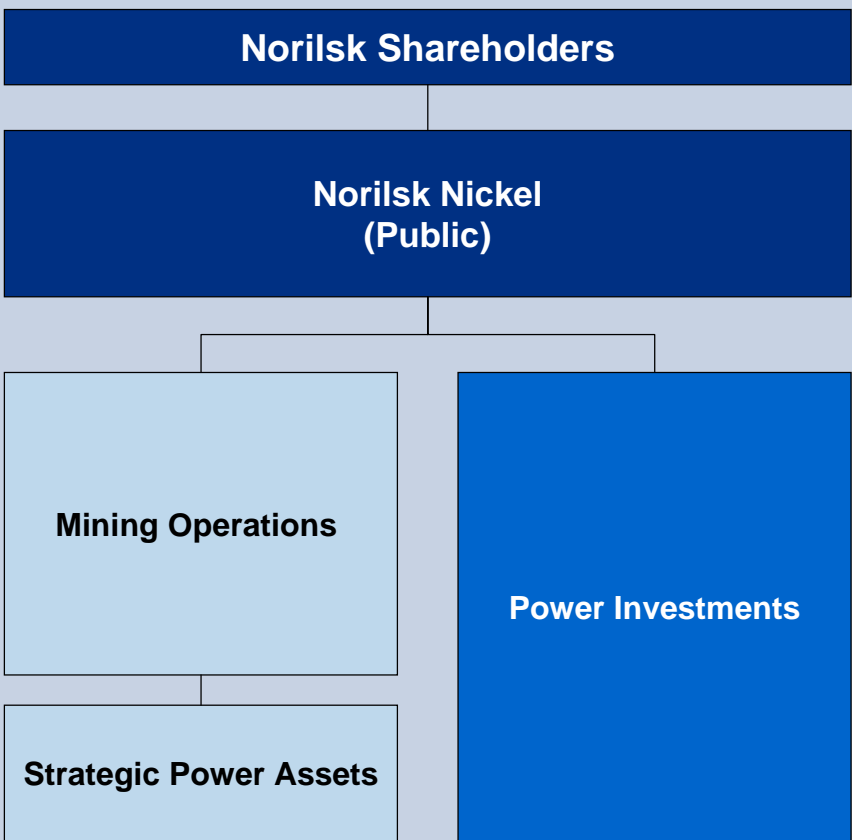 Norilsk Shareholders
Norilsk Nickel
(Public)
Mining Operations
Power Investments
Strategic Power Assets